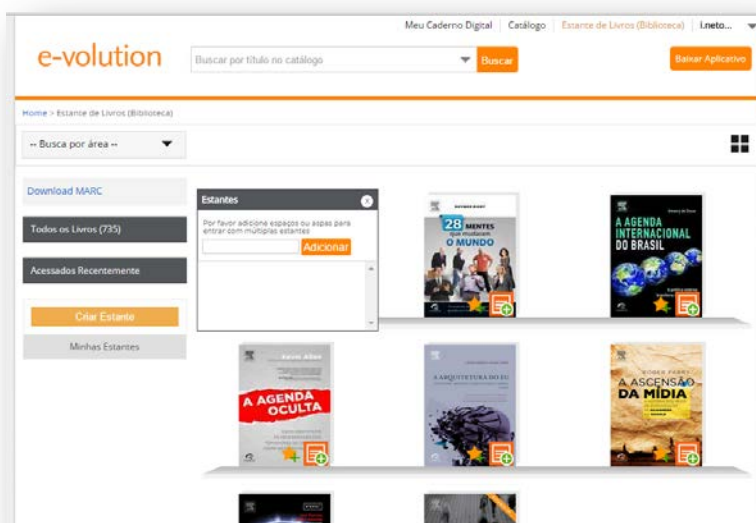 Meu Caderno Digital
Catálogo
Estante de Livros (Biblioteca)
i.neto...
e-volution
Buscar por título no catálogo
Buscar
Baixar Aplicativo
Home > Estante de Livros (Biblioteca)
-- Busca por área --
Download MARC
Todos os Livros (735)
Acessados Recentemente
Criar Estante
Minhas Estantes
Estantes
x
Por favor adicione espaços ou aspas para
entrar com múltiplas estantes
Adicionar
28 MENTES
que mudaram
O MUNDO
A AGENDA
INTERNACIONAL
DO BRASIL
A AGENDA
OCULTA
A ARQUITETURA DO EU
ROGER PARRY
A ASCENSÃO
DA MÍDIA